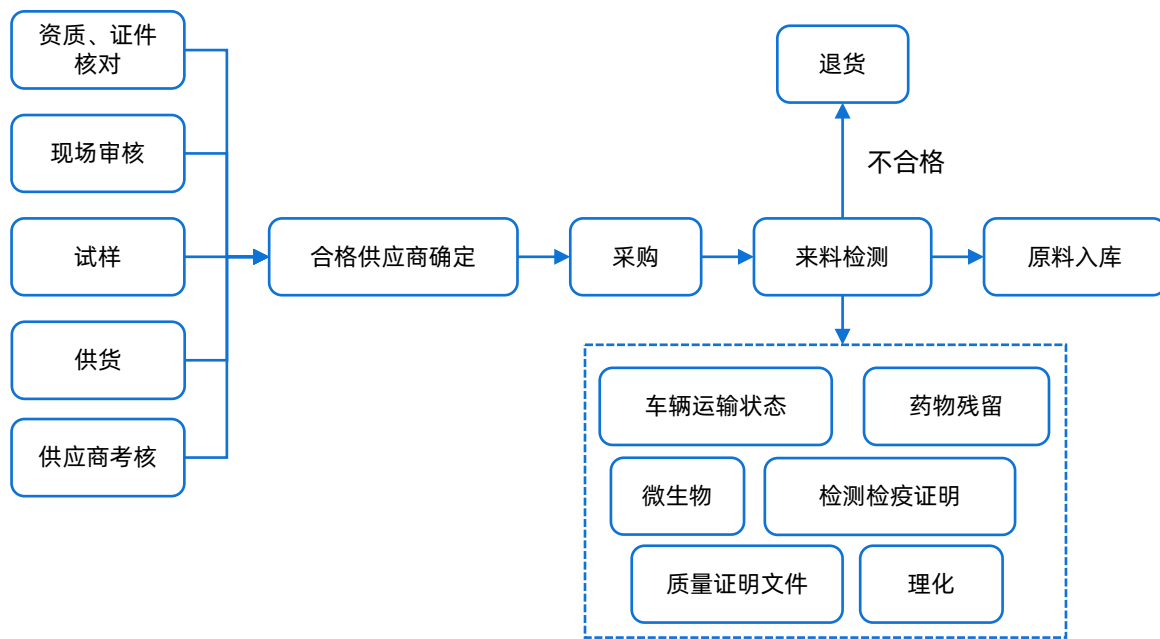 资质、证件
核对
现场审核
试样
供货
供应商考核
合格供应商确定
采购
来料检测
原料入库
退货
不合格
车辆运输状态
药物残留
微生物
检测检疫证明
质量证明文件
理化